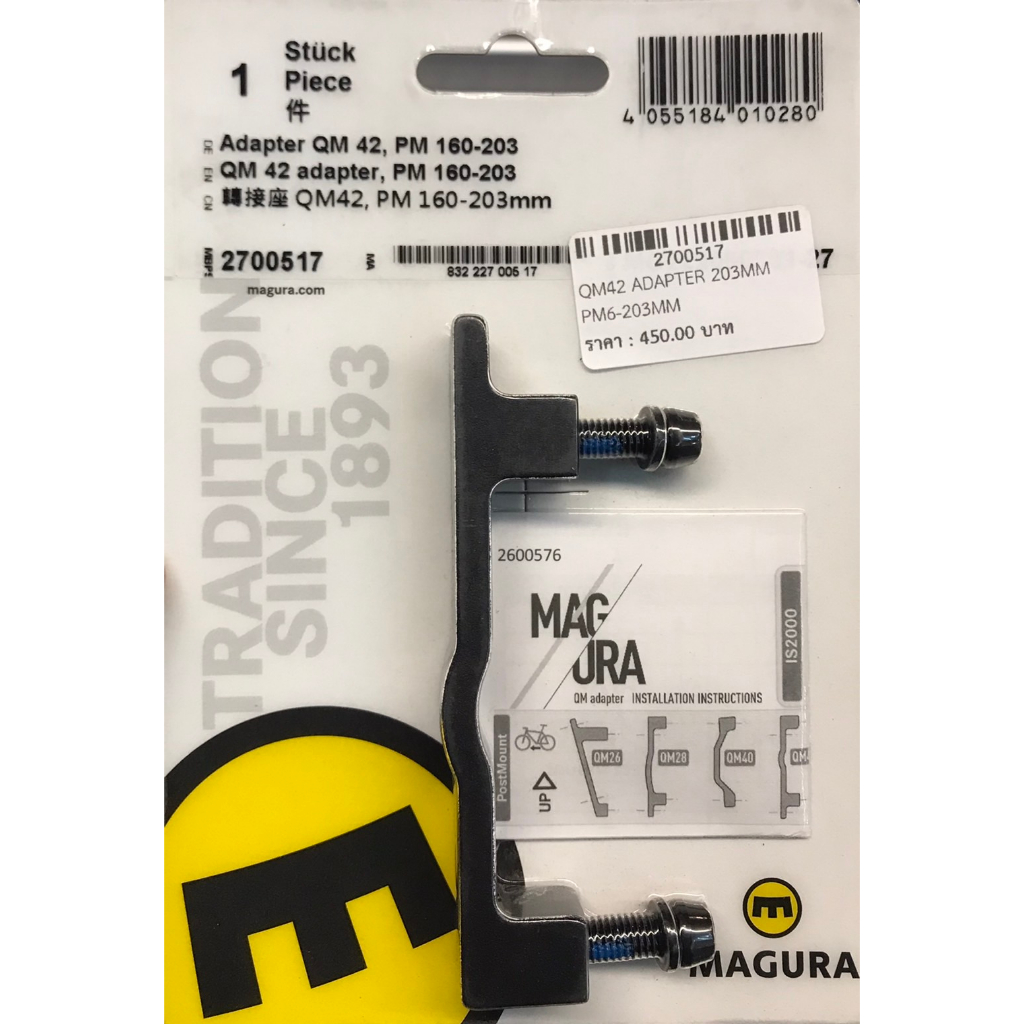 1 Stück
Piece
件
DE Adapter QM 42, PM 160-203
EN QM 42 adapter, PM 160-203
CN 轉接座 QM42, PM 160-203mm
4 055184 010280
2700517
magura.com
MA
832 227 005 17
-27
2700517
QM42 ADAPTER 203MM
PM6-203MM
ราคา : 450.00 บาท
TRADITION
SINCE
1893
2600576
MAG
URA
QM adapter INSTALLATION INSTRUCTIONS
IS2000
PostMount
UP
QM26
QM28
QM40
MAGURA